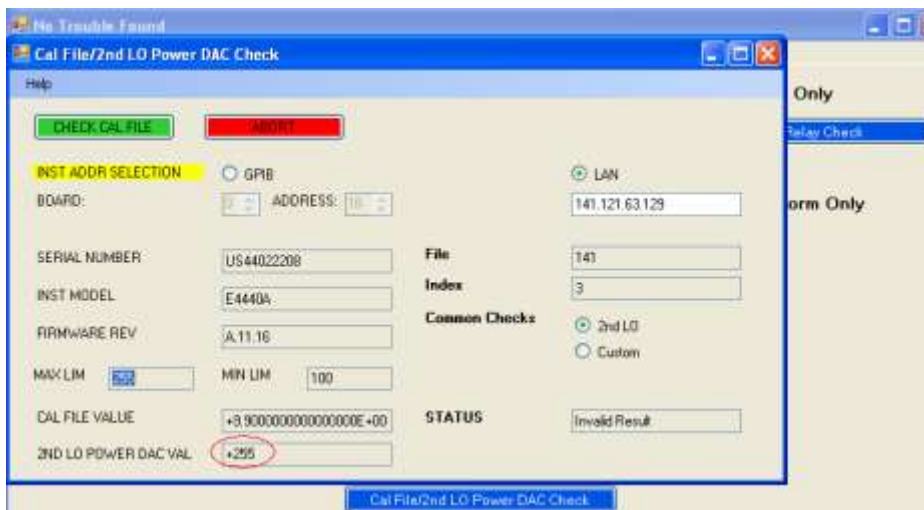 No Trouble Found
Cal File/2nd LO Power DAC Check
Help
Only
CHECK CAL FILE ABORT
Relay Check
INST ADDR SELECTION GPIB LAN
BOARD: ADDRESS: 141.121.63.129
orm Only
SERIAL NUMBER US44022208 File 141
INST MODEL E4440A Index 3
Common Checks 2nd LO
FIRMWARE REV A.11.16
Custom
MAX LIM 255 MIN LIM 100
CAL FILE VALUE +9.9000000000000000E+00 STATUS Invalid Result
2ND LO POWER DAC VAL +255
Cal File/2nd LO Power DAC Check